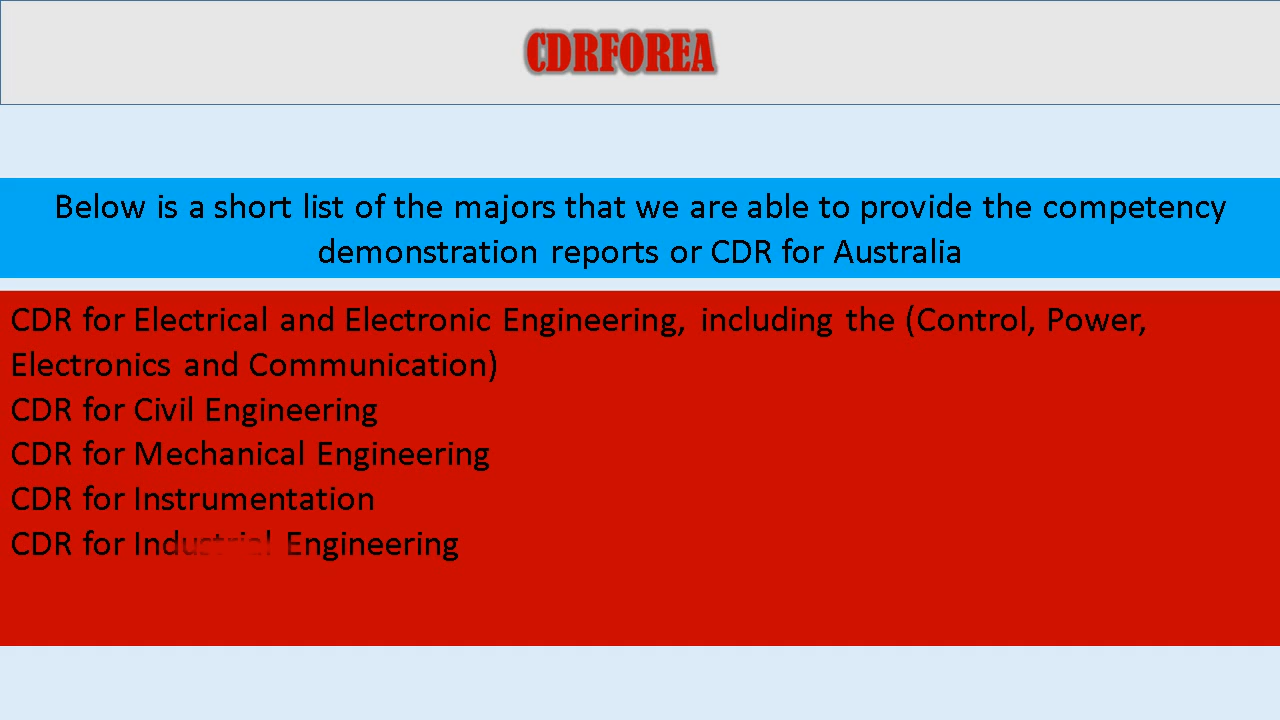 CDRFOREA
Below is a short list of the majors that we are able to provide the competency
demonstration reports or CDR for Australia
CDR for Electrical and Electronic Engineering, including the (Control, Power,
Electronics and Communication)
CDR for Civil Engineering
CDR for Mechanical Engineering
CDR for Instrumentation
CDR for Industrial Engineering